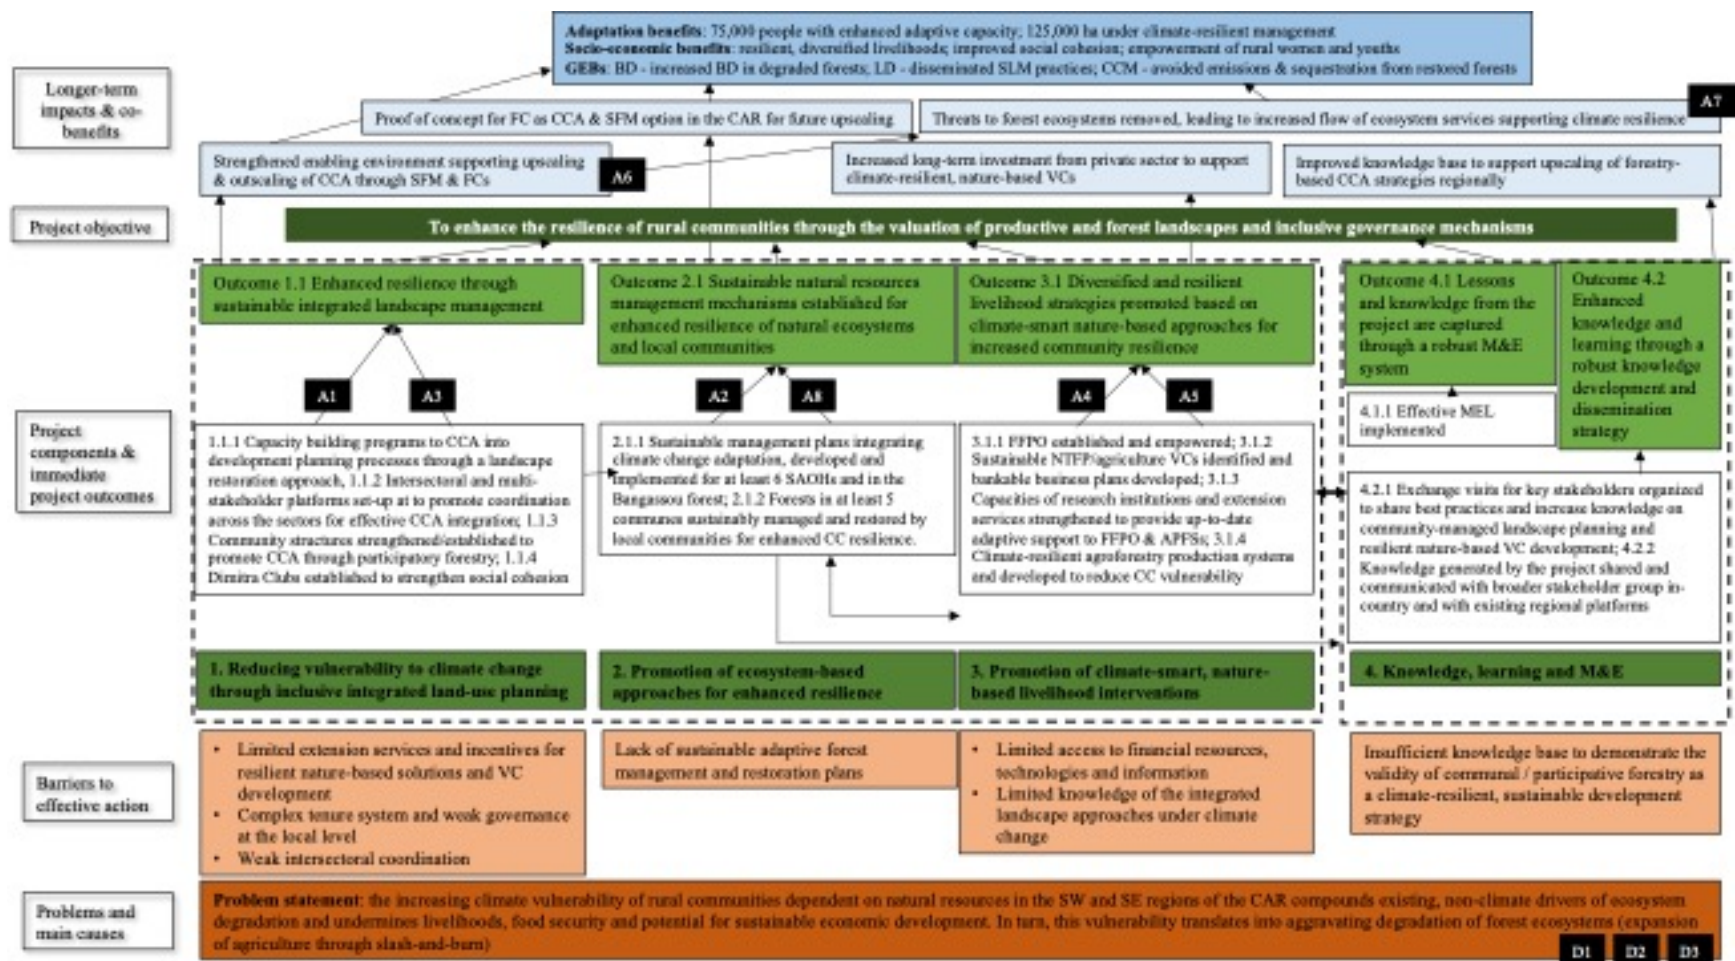 Adaptation benefits: 75,000 people with enhanced adaptive capacity; 125,000 ha under climate-resilient management
Socio-economic benefits: resilient, diversified livelihoods; improved social cohesion; empowerment of rural women and youths
GEBs: BD - increased BD in degraded forests; LD - disseminated SLM practices; CCM - avoided emissions & sequestration from restored forests
Longer-term
impacts & co-
benefits
A7
Proof of concept for FC as CCA & SFM option in the CAR for future upscaling
Threats to forest ecosystems removed, leading to increased flow of ecosystem services supporting climate resilience
Strengthened enabling environment supporting upscaling
& outscaling of CCA through SFM & FCs
A6
Increased long-term investment from private sector to support
climate-resilient, nature-based VCs
Improved knowledge base to support upscaling of forestry-
based CCA strategies regionally
Project objective
To enhance the resilience of rural communities through the valuation of productive and forest landscapes and inclusive governance mechanisms
Project
components &
immediate
project outcomes
Outcome 1.1 Enhanced resilience through
sustainable integrated landscape management
Outcome 2.1 Sustainable natural resources
management mechanisms established for
enhanced resilience of natural ecosystems
and local communities
Outcome 3.1 Diversified and resilient
livelihood strategies promoted based on
climate-smart nature-based approaches for
increased community resilience
Outcome 4.1 Lessons
and knowledge from the
project are captured
through a robust M&E
system
Outcome 4.2
Enhanced
knowledge and
learning through a
robust knowledge
development and
dissemination
strategy
A1
A3
A2
A8
A4
A5
4.1.1 Effective MEL
implemented
1.1.1 Capacity building programs to CCA into
development planning processes through a landscape
restoration approach, 1.1.2 Intersectoral and multi-
stakeholder platforms set-up at to promote coordination
across the sectors for effective CCA integration; 1.1.3
Community structures strengthened/established to
promote CCA through participatory forestry; 1.1.4
Dimitra Clubs established to strengthen social cohesion
2.1.1 Sustainable management plans integrating
climate change adaptation, developed and
Implemented for at least 6 SAOHs and in the
Bangassou forest; 2.1.2 Forests in at least 5
communes sustainably managed and restored by
local communities for enhanced CC resilience.
3.1.1 FFPO established and empowered; 3.1.2
Sustainable NTFP/agriculture VCs identified and
bankable business plans developed; 3.1.3
Capacities of research institutions and extension
services strengthened to provide up-to-date
adaptive support to FFPO & APFSs; 3.1.4
Climate-resilient agroforestry production systems
and developed to reduce CC vulnerability
4.2.1 Exchange visits for key stakeholders organized
to share best practices and increase knowledge on
community-managed landscape planning and
resilient nature-based VC development; 4.2.2
Knowledge generated by the project shared and
communicated with broader stakeholder group in-
country and with existing regional platforms
1. Reducing vulnerability to climate change
through inclusive integrated land-use planning
2. Promotion of ecosystem-based
approaches for enhanced resilience
3. Promotion of climate-smart, nature-
based livelihood interventions
4. Knowledge, learning and M&E
Barriers to
effective action
• Limited extension services and incentives for
resilient nature-based solutions and VC
development
• Complex tenure system and weak governance
at the local level
• Weak intersectoral coordination
Lack of sustainable adaptive forest
management and restoration plans
• Limited access to financial resources,
technologies and information
• Limited knowledge of the integrated
landscape approaches under climate
change
Insufficient knowledge base to demonstrate the
validity of communal / participative forestry as
a climate-resilient, sustainable development
strategy
Problems and
main causes
Problem statement: the increasing climate vulnerability of rural communities dependent on natural resources in the SW and SE regions of the CAR compounds existing, non-climate drivers of ecosystem
degradation and undermines livelihoods, food security and potential for sustainable economic development. In turn, this vulnerability translates into aggravating degradation of forest ecosystems (expansion
of agriculture through slash-and-burn)
D1
D2
D3